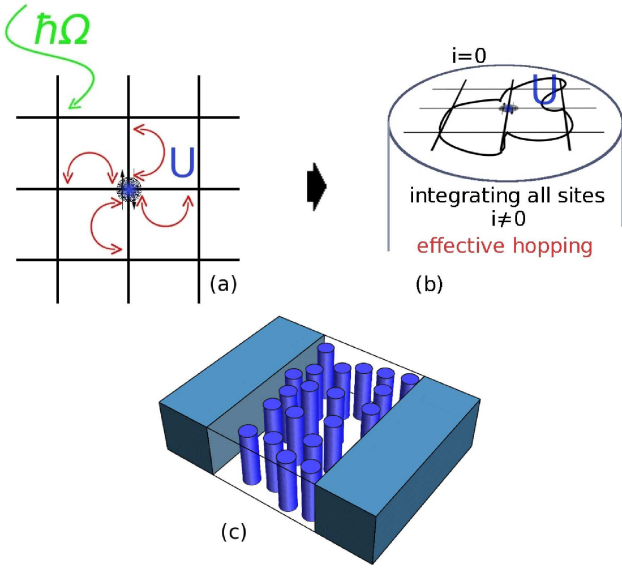 ħΩ
U
(a)
i=0
U
integrating all sites
i≠0
effective hopping
(b)
(c)